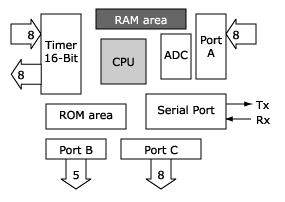 RAM area
8
Timer
16-Bit
8
CPU
ADC
Port
A
8
ROM area
Serial Port
Tx
Rx
Port B
5
Port C
8